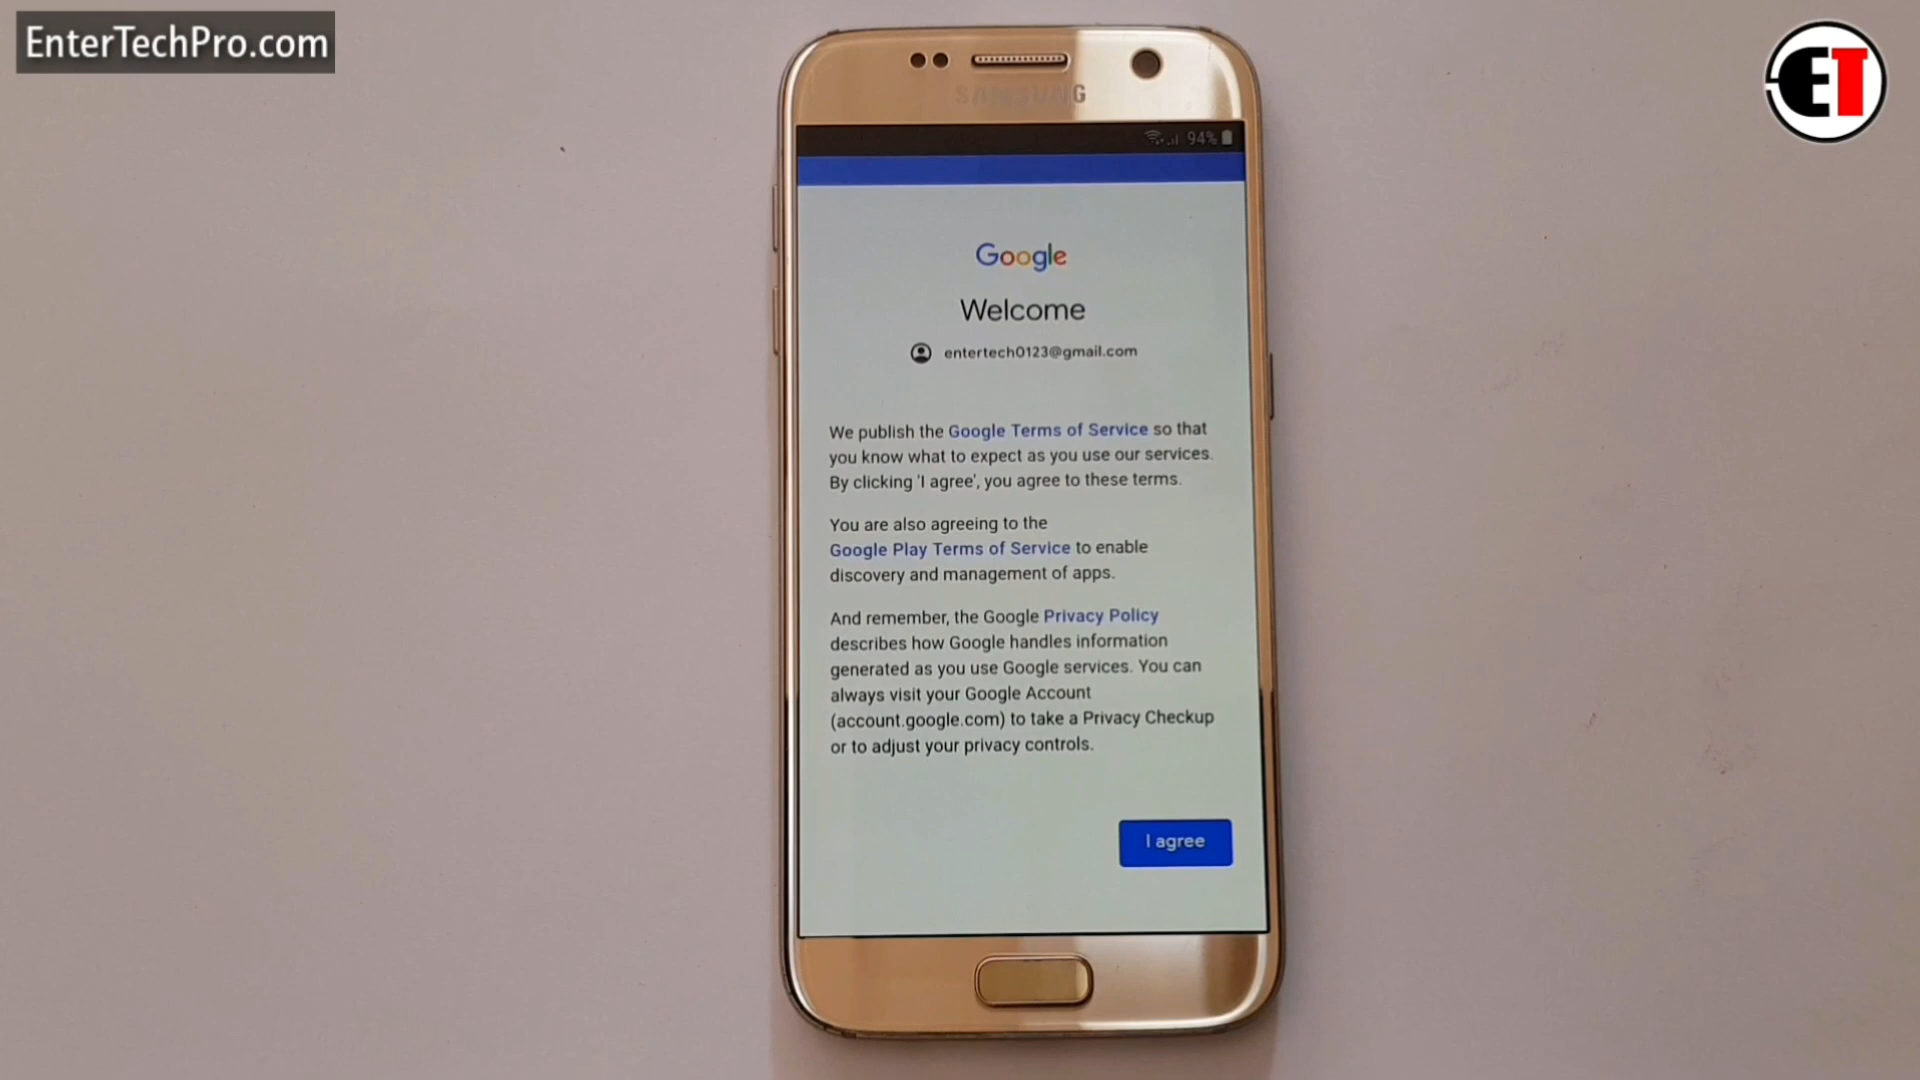 EnterTechPro.com
ET
SAMSUNG
94%
Google
Welcome
entertech0123@gmail.com
We publish the Google Terms of Service so that
you know what to expect as you use our services.
By clicking 'I agree', you agree to these terms.
You are also agreeing to the
Google Play Terms of Service to enable
discovery and management of apps.
And remember, the Google Privacy Policy
describes how Google handles information
generated as you use Google services. You can
always visit your Google Account
(account.google.com) to take a Privacy Checkup
or to adjust your privacy controls.
I agree